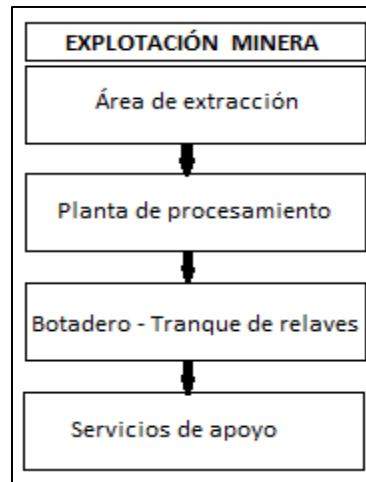 EXPLOTACIÓN MINERA
Área de extracción
Planta de procesamiento
Botadero - Tranque de relaves
Servicios de apoyo